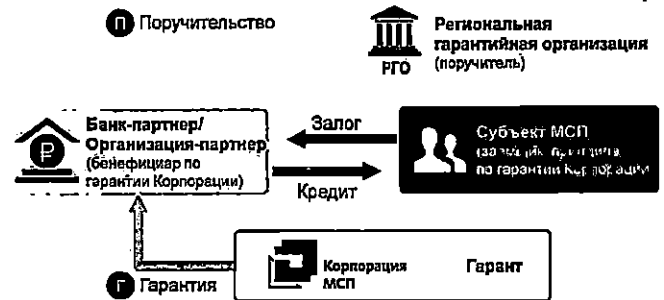 П Поручительство
Региональная
гарантийная организация
(поручитель)
РГО
Банк-партнер/
Организация-партнер
(бенефициар по
гарантии Корпорации)
₽
Залог
Кредит
Субъект МСП
по гарантии Корпорации
Корпорация
МСП
Гарант
Г Гарантия